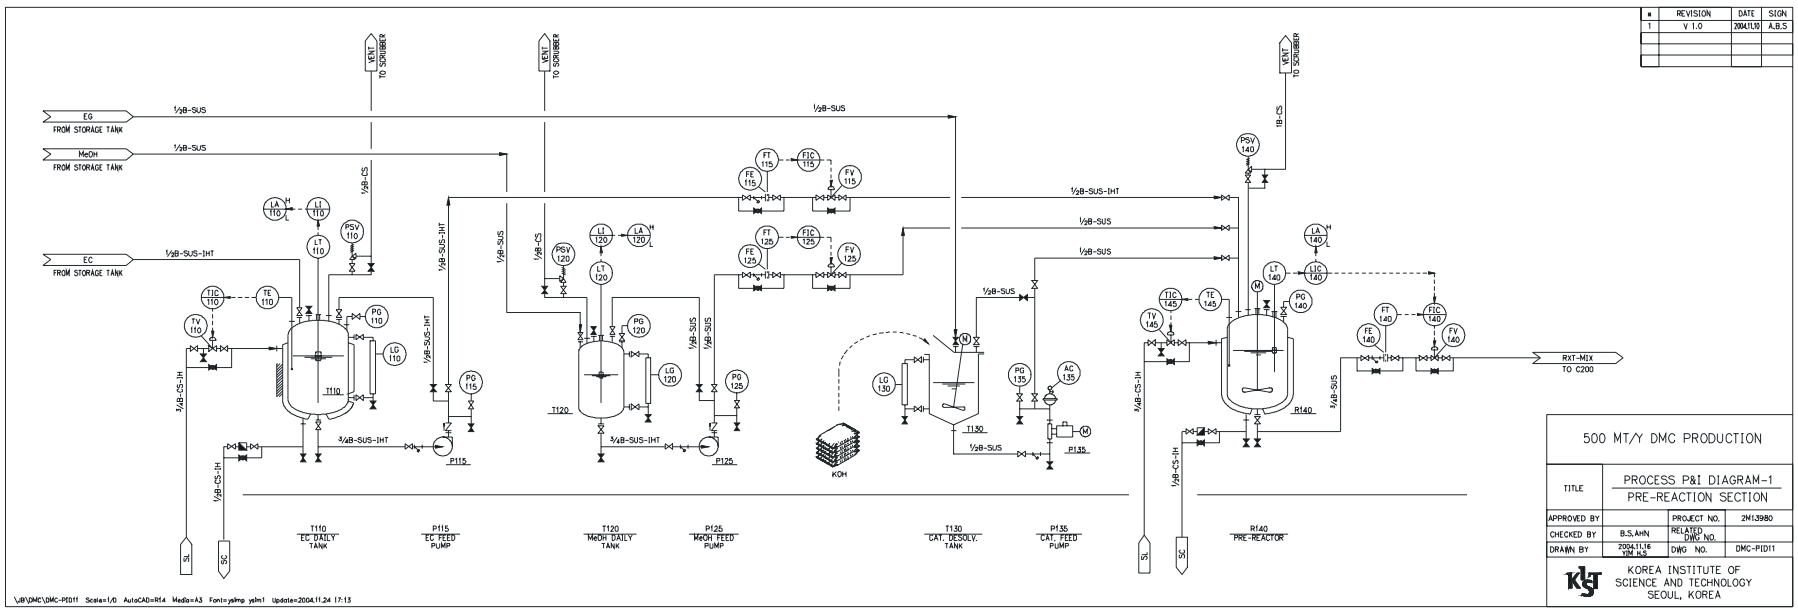 # REVISION DATE SIGN
1 V 1.0 2004.11.10 A,B,S
VENT
TO SCRUBBER
VENT
TO SCRUBBER
VENT
TO SCRUBBER
EG
FROM STORAGE TANK
½B-SUS
½B-SUS
MeOH
FROM STORAGE TANK
½B-SUS
EC
FROM STORAGE TANK
½B-SUS-IHT
½B-CS
LA 110
H
L
LI 110
LT 110
PSV 110
TIC 110
TE 110
TV 110
PG 110
LG 110
T110
¾B-CS-IH
½B-CS-IH
SL
SC
½B-SUS-IHT
½B-SUS-IHT
¾B-SUS-IHT
PG 115
P115
½B-SUS
½B-CS
PSV 120
LI 120
LA 120
H
L
LT 120
PG 120
LG 120
T120
½B-SUS
½B-SUS
¾B-SUS-IHT
PG 125
P125
FT 115
FIC 115
FE 115
FV 115
FT 125
FIC 125
FE 125
FV 125
½B-SUS-IHT
½B-SUS
½B-SUS
½B-SUS
KOH
LG 130
M
T130
½B-SUS
PG 135
AC 135
M
P135
1B-CS
PSV 140
LA 140
H
L
LT 140
LIC 140
M
PG 140
TIC 145
TE 145
TV 145
R140
¾B-CS-IH
½B-CS-IH
SL
SC
¾B-SUS
FT 140
FIC 140
FE 140
FV 140
RXT-MIX
TO C200
T110
EC DAILY
TANK
P115
EC FEED
PUMP
T120
MeOH DAILY
TANK
P125
MeOH FEED
PUMP
T130
CAT. DESOLV.
TANK
P135
CAT. FEED
PUMP
R140
PRE-REACTOR
500 MT/Y DMC PRODUCTION
TITLE
PROCESS P&I DIAGRAM-1
PRE-REACTION SECTION
APPROVED BY PROJECT NO. 2M13980
CHECKED BY B.S.AHN RELATED DWG NO.
DRAWN BY 2004.11.16 YIM H.S DWG NO. DMC-PID11
KIST
KOREA INSTITUTE OF
SCIENCE AND TECHNOLOGY
SEOUL, KOREA
\JB\DMC\DMC-PID11 Scale=1/0 AutoCAD=R14 Media=A3 Font=yslmp yslm1 Update=2004.11.24 17:13